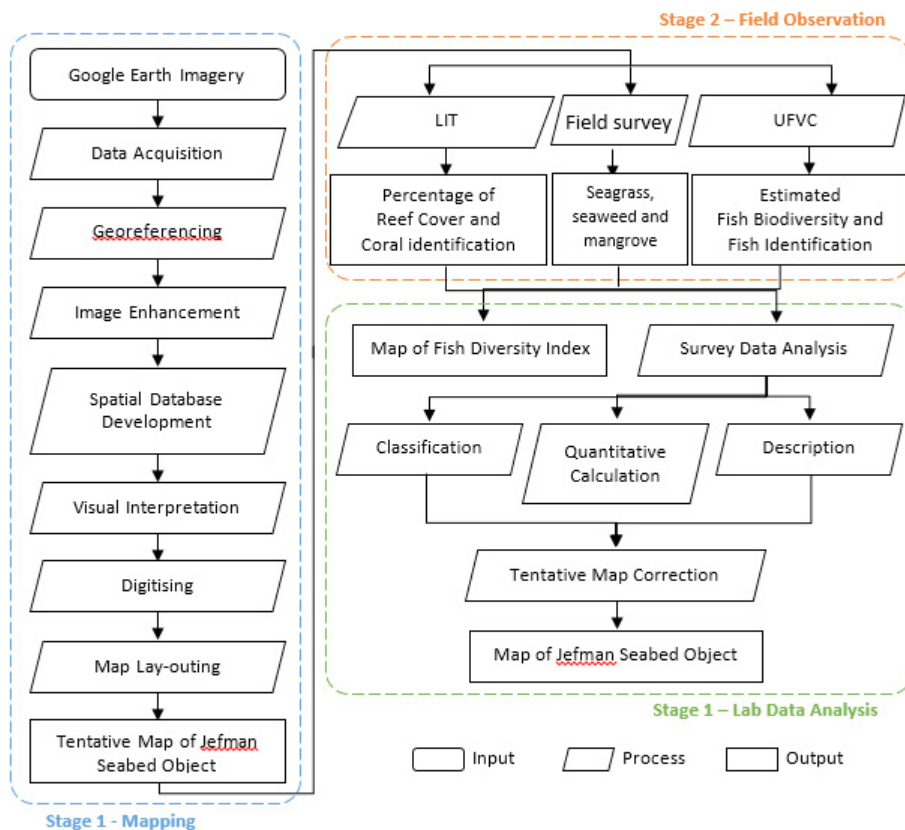 Google Earth Imagery
Data Acquisition
Georeferencing
Image Enhancement
Spatial Database
Development
Visual Interpretation
Digitising
Map Lay-outing
Tentative Map of Jefman
Seabed Object
Stage 1 - Mapping
Stage 2 – Field Observation
LIT
Field survey
UFVC
Percentage of
Reef Cover and
Coral identification
Seagrass,
seaweed and
mangrove
Estimated
Fish Biodiversity and
Fish Identification
Map of Fish Diversity Index
Survey Data Analysis
Classification
Quantitative
Calculation
Description
Tentative Map Correction
Map of Jefman Seabed Object
Stage 1 – Lab Data Analysis
Input
Process
Output